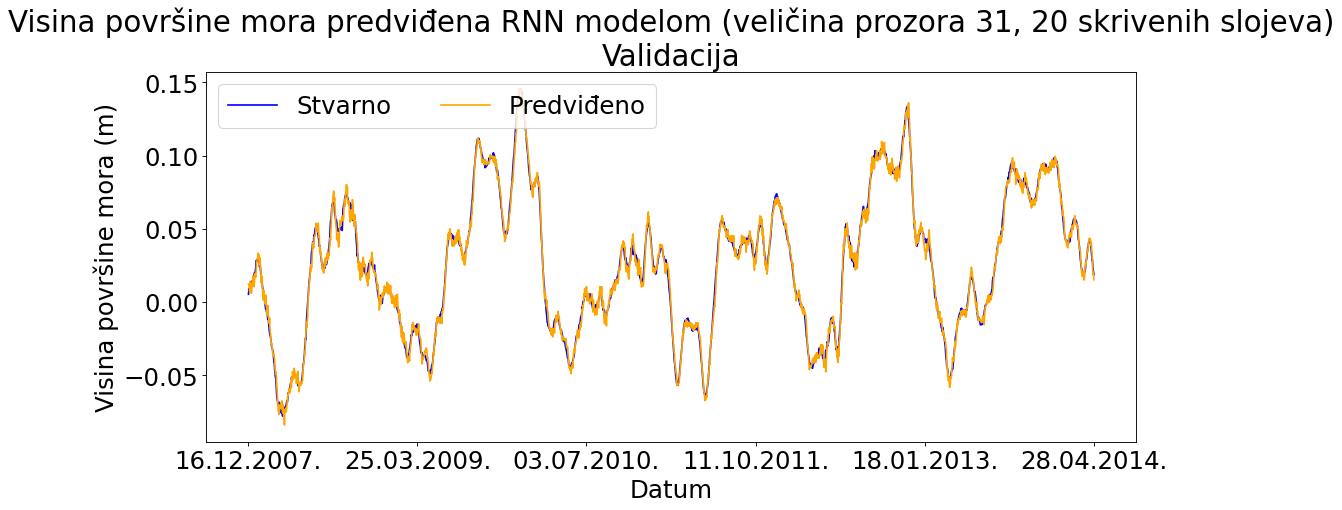 Visina površine mora predviđena RNN modelom (veličina prozora 31, 20 skrivenih slojeva)
Validacija
Stvarno Predviđeno
Visina površine mora (m)
0.15
0.10
0.05
0.00
−0.05
16.12.2007. 25.03.2009. 03.07.2010. 11.10.2011. 18.01.2013. 28.04.2014.
Datum